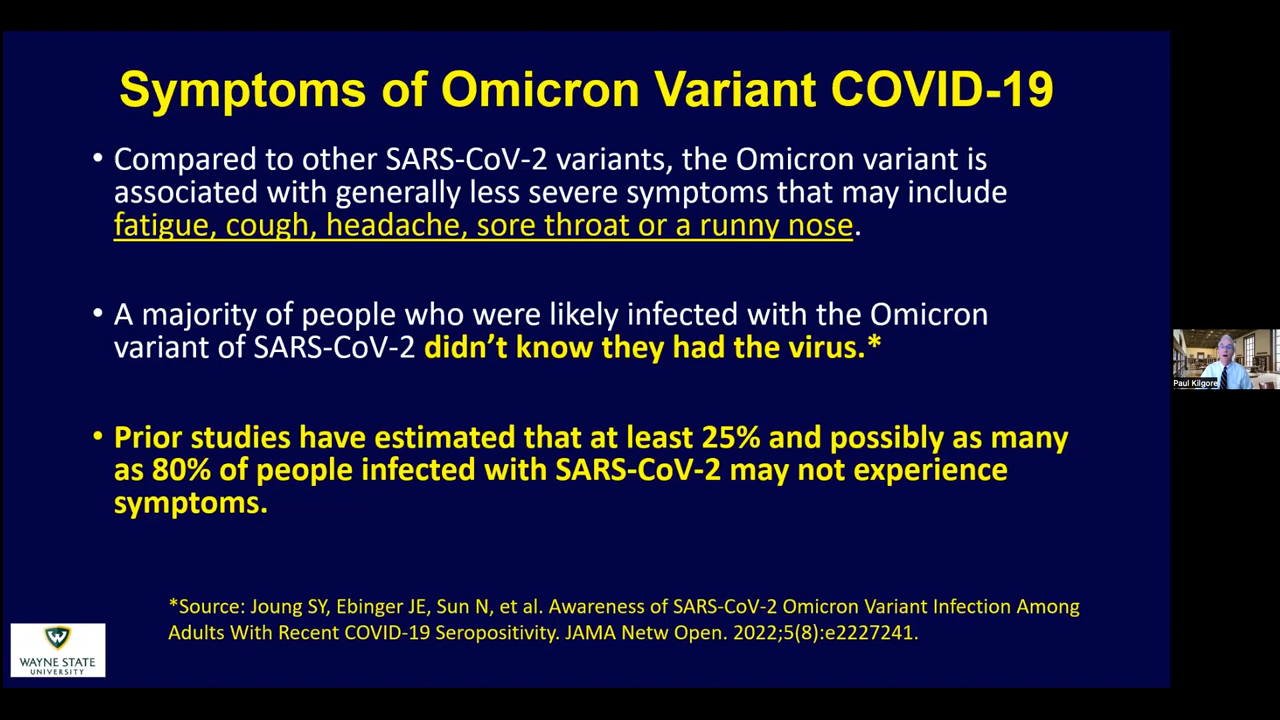 Symptoms of Omicron Variant COVID-19
• Compared to other SARS-CoV-2 variants, the Omicron variant is
associated with generally less severe symptoms that may include
fatigue, cough, headache, sore throat or a runny nose.
• A majority of people who were likely infected with the Omicron
variant of SARS-CoV-2 didn’t know they had the virus.*
• Prior studies have estimated that at least 25% and possibly as many
as 80% of people infected with SARS-CoV-2 may not experience
symptoms.
*Source: Joung SY, Ebinger JE, Sun N, et al. Awareness of SARS-CoV-2 Omicron Variant Infection Among
Adults With Recent COVID-19 Seropositivity. JAMA Netw Open. 2022;5(8):e2227241.
W
WAYNE STATE
UNIVERSITY
Paul Kilgore